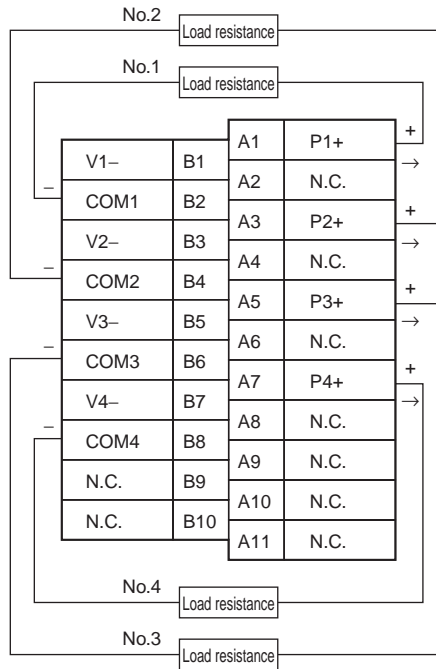 No.2
Load resistance
No.1
Load resistance
+
A1 P1+
→
V1– B1
A2 N.C.
–
COM1 B2
+
A3 P2+
→
V2– B3
A4 N.C.
–
COM2 B4
+
A5 P3+
→
V3– B5
A6 N.C.
–
COM3 B6
+
A7 P4+
→
V4– B7
A8 N.C.
–
COM4 B8
A9 N.C.
N.C. B9
A10 N.C.
N.C. B10
A11 N.C.
No.4
Load resistance
No.3
Load resistance